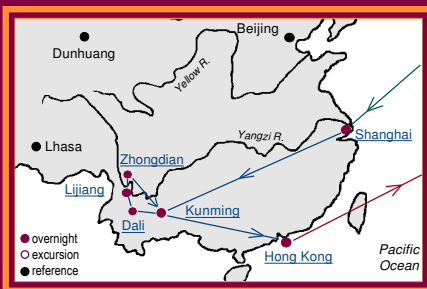 Beijing
Dunhuang
Yellow R.
Yangzi R.
Shanghai
Lhasa
Zhongdian
Lijiang
Kunming
Dali
overnight
excursion
reference
Hong Kong
Pacific
Ocean